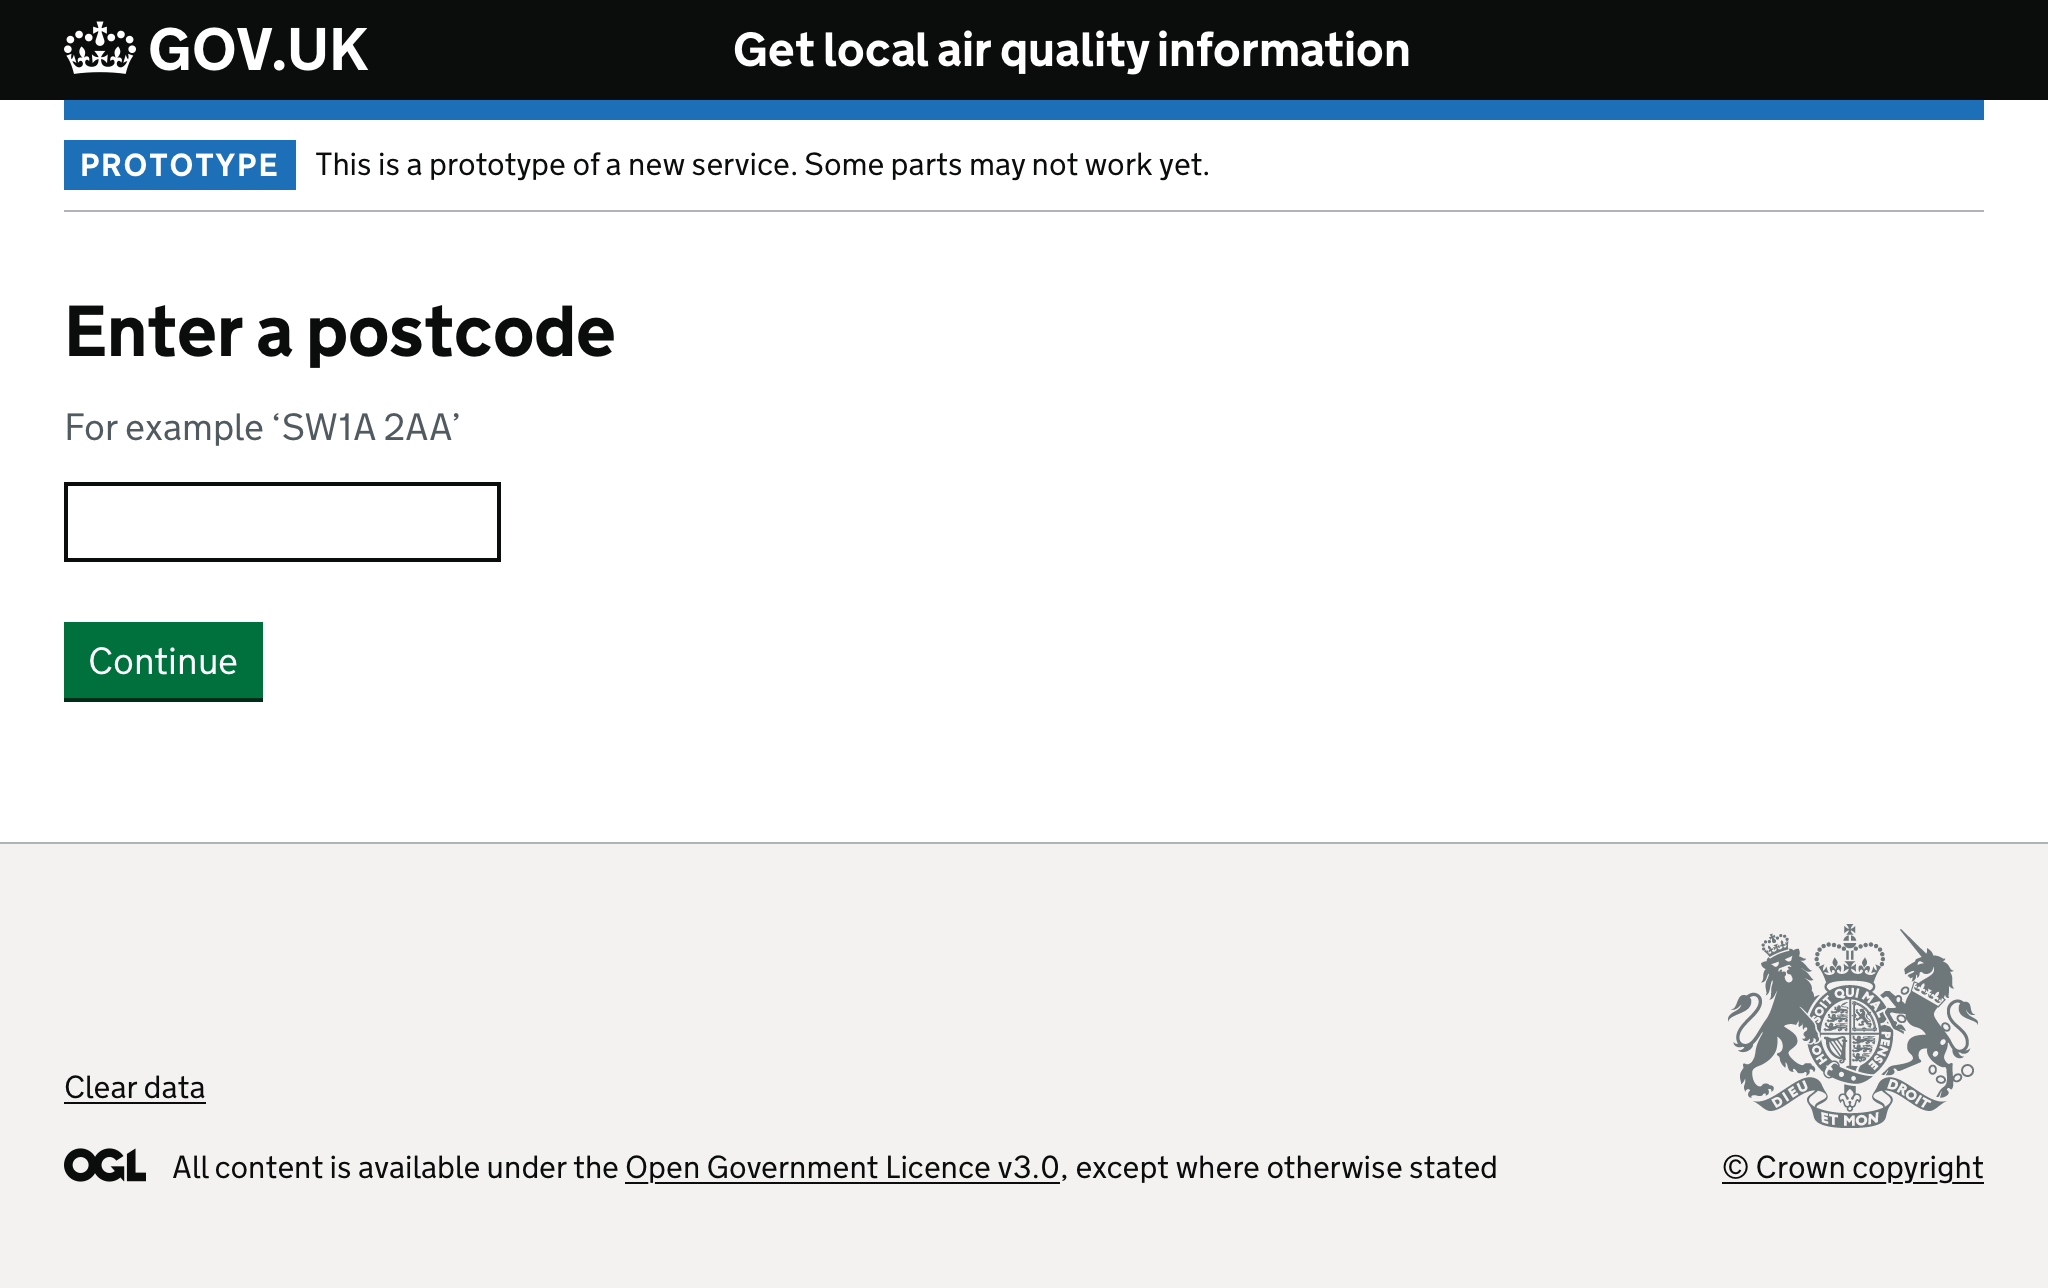 GOV.UK
Get local air quality information
PROTOTYPE
This is a prototype of a new service. Some parts may not work yet.
Enter a postcode
For example ‘SW1A 2AA’
Continue
SOIT QUI MAL Y PENSE
HO
DIEU ET MON DROIT
Clear data
OGL All content is available under the Open Government Licence v3.0, except where otherwise stated
© Crown copyright